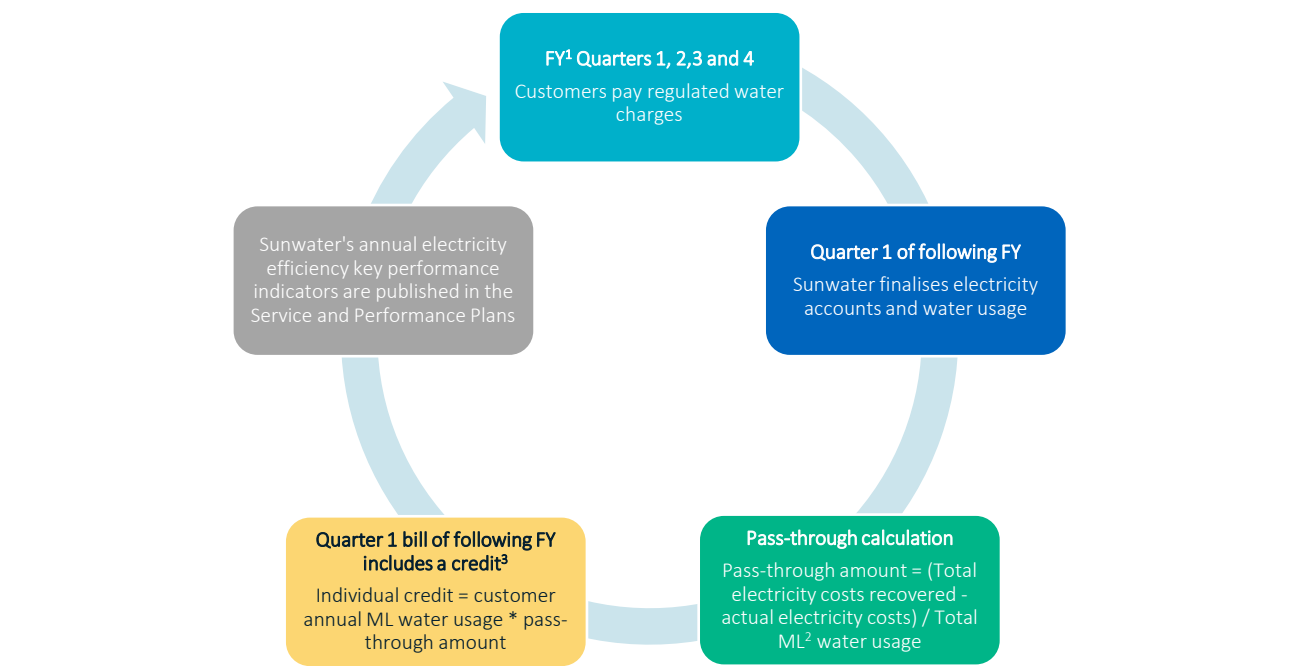 FY¹ Quarters 1, 2,3 and 4
Customers pay regulated water
charges
Quarter 1 of following FY
Sunwater finalises electricity
accounts and water usage
Pass-through calculation
Pass-through amount = (Total
electricity costs recovered -
actual electricity costs) / Total
ML² water usage
Quarter 1 bill of following FY
includes a credit³
Individual credit = customer
annual ML water usage * pass-
through amount
Sunwater's annual electricity
efficiency key performance
indicators are published in the
Service and Performance Plans